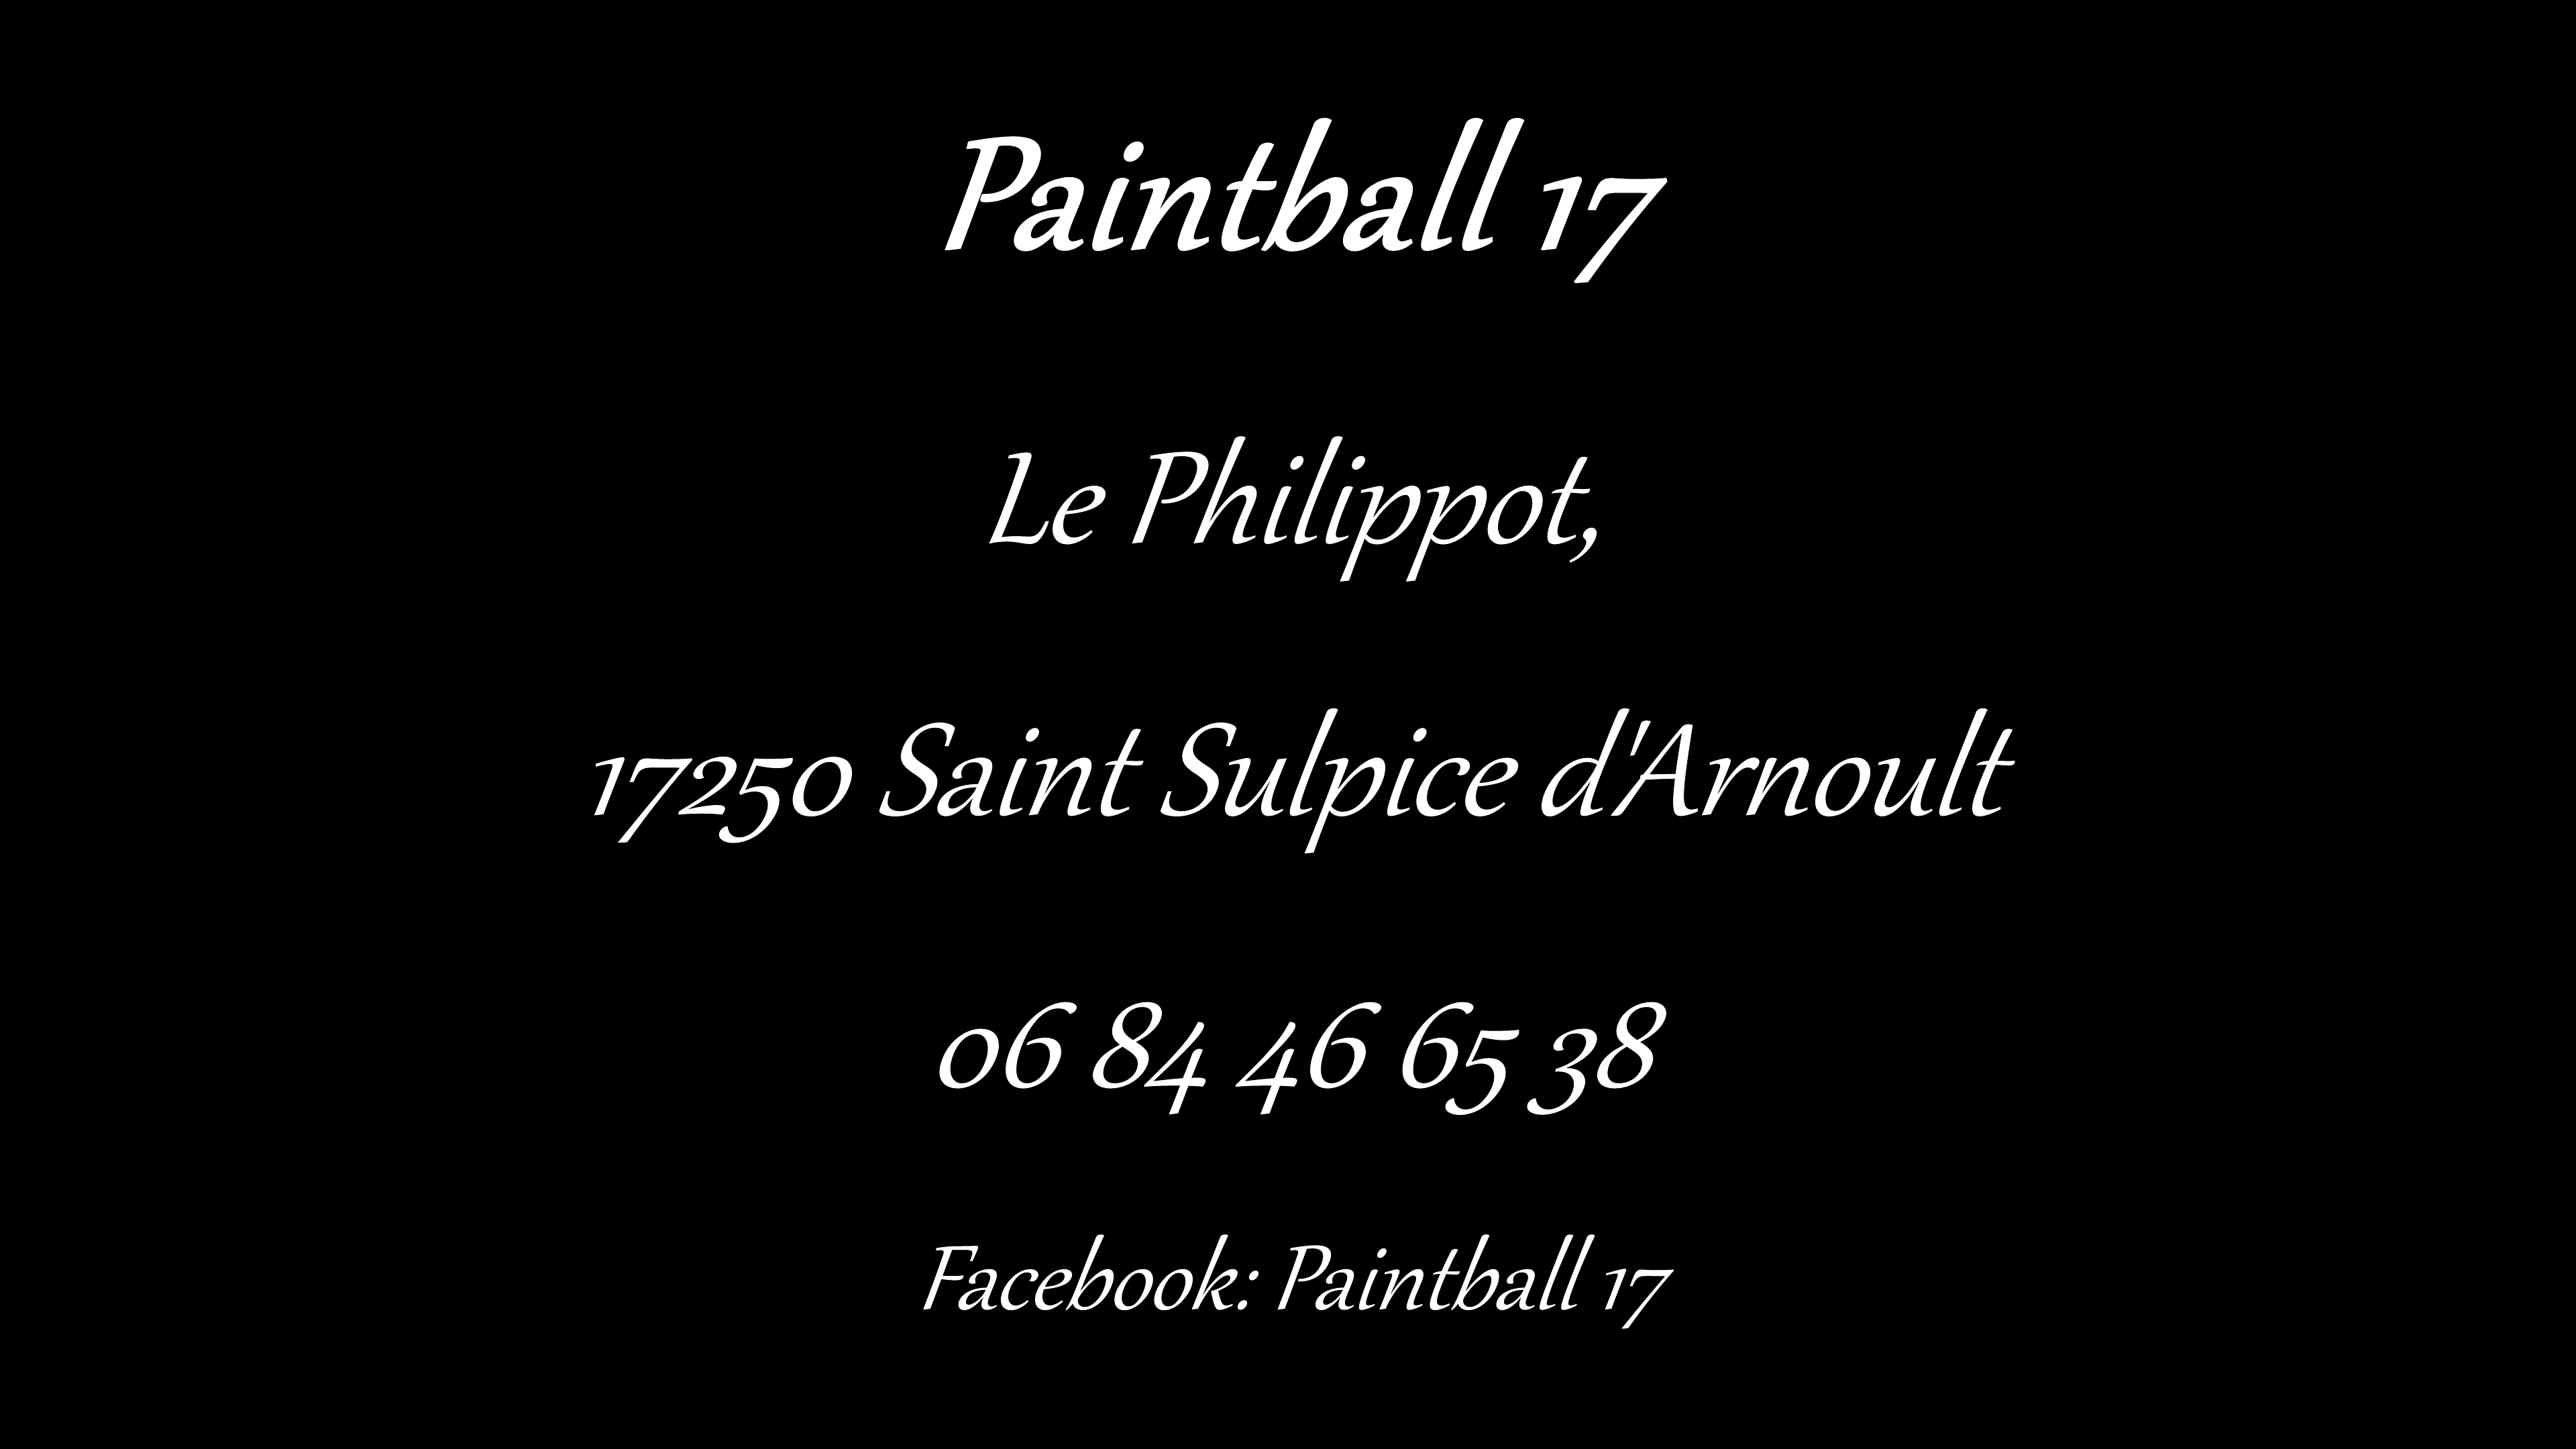 Paintball 17
Le Philippot,
17250 Saint Sulpice d'Arnoult
06 84 46 65 38
Facebook: Paintball 17